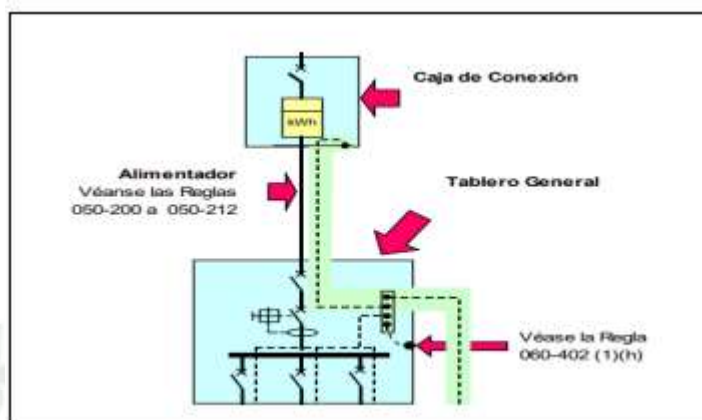 Caja de Conexión
kWh
Alimentador
Véanse las Reglas
050-200 a 050-212
Tablero General
Véase la Regla
060-402 (1)(h)